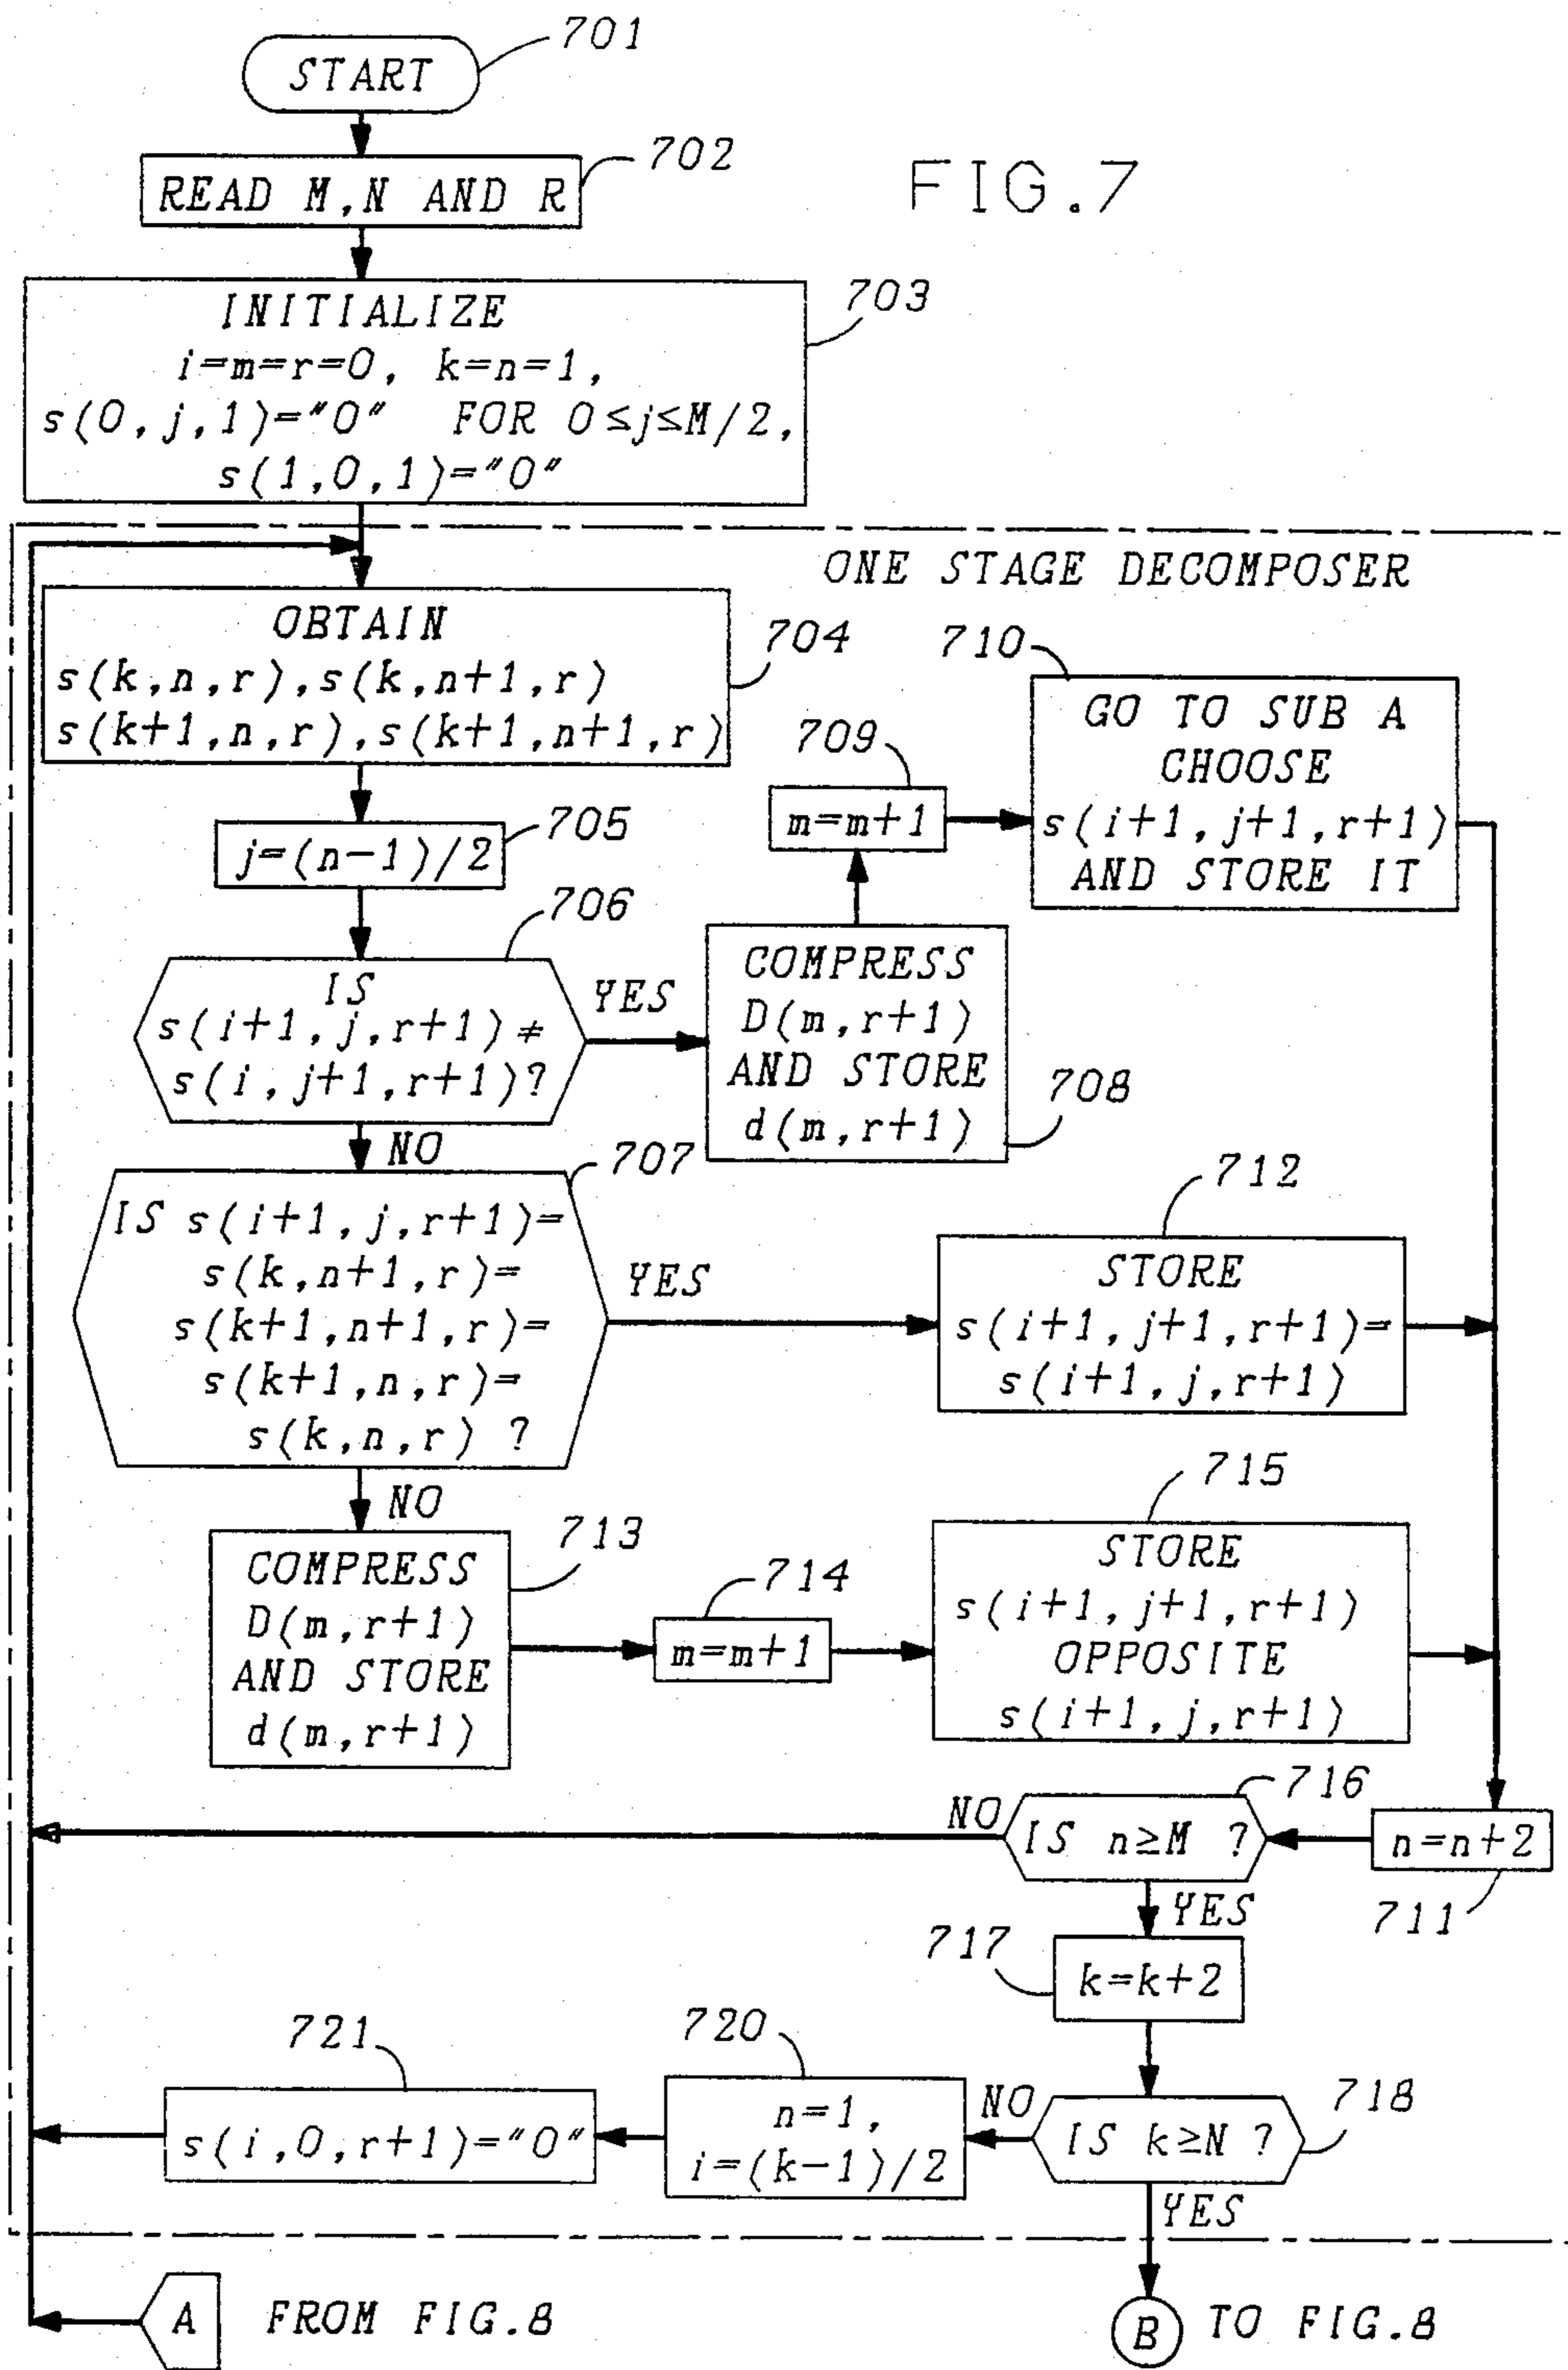 701
START
702
READ M,N AND R
FIG.7
703
INITIALIZE
i=m=r=0, k=n=1,
s(0,j,1)="0" FOR 0≤j≤M/2,
s(1,0,1)="0"
ONE STAGE DECOMPOSER
704
OBTAIN
s(k,n,r),s(k,n+1,r)
s(k+1,n,r),s(k+1,n+1,r)
705
j=(n-1)/2
706
IS
s(i+1,j,r+1)≠
s(i,j+1,r+1)?
YES
NO
708
COMPRESS
D(m,r+1)
AND STORE
d(m,r+1)
709
m=m+1
710
GO TO SUB A
CHOOSE
s(i+1,j+1,r+1)
AND STORE IT
707
IS s(i+1,j,r+1)=
s(k,n+1,r)=
s(k+1,n+1,r)=
s(k+1,n,r)=
s(k,n,r) ?
YES
NO
712
STORE
s(i+1,j+1,r+1)=
s(i+1,j,r+1)
713
COMPRESS
D(m,r+1)
AND STORE
d(m,r+1)
714
m=m+1
715
STORE
s(i+1,j+1,r+1)
OPPOSITE
s(i+1,j,r+1)
711
n=n+2
716
IS n≥M ?
NO
YES
717
k=k+2
718
IS k≥N ?
NO
YES
720
n=1,
i=(k-1)/2
721
s(i,0,r+1)="0"
A FROM FIG.8
B TO FIG.8